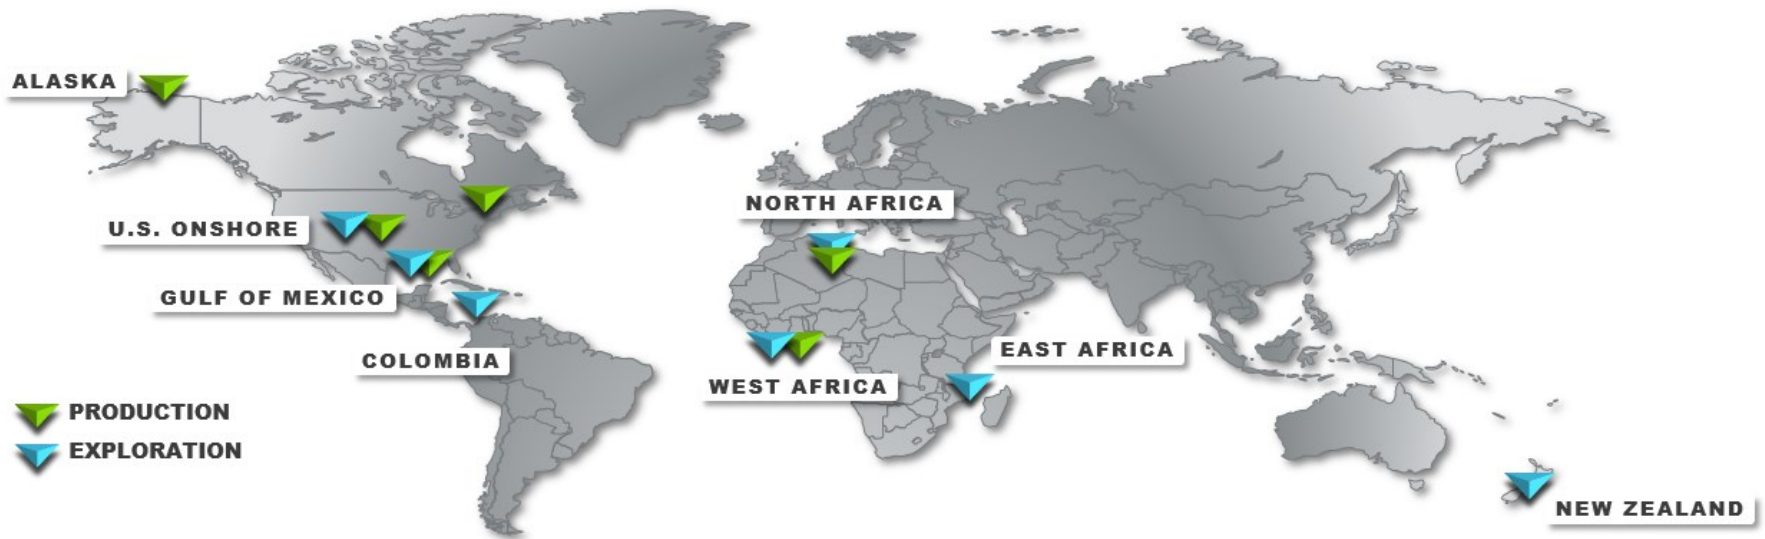 ALASKA
NORTH AFRICA
U.S. ONSHORE
GULF OF MEXICO
EAST AFRICA
COLOMBIA
WEST AFRICA
PRODUCTION
EXPLORATION
NEW ZEALAND